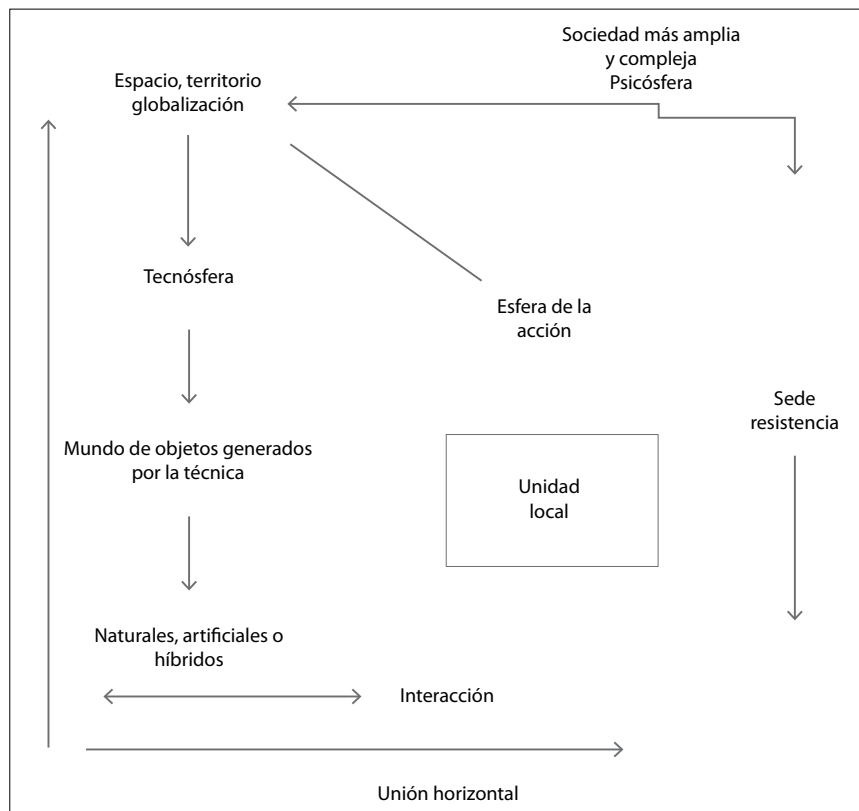 Sociedad más amplia
y compleja
Psicósfera
Espacio, territorio
globalización
Tecnósfera
Esfera de la
acción
Sede
resistencia
Mundo de objetos generados
por la técnica
Unidad
local
Naturales, artificiales o
híbridos
Interacción
Unión horizontal